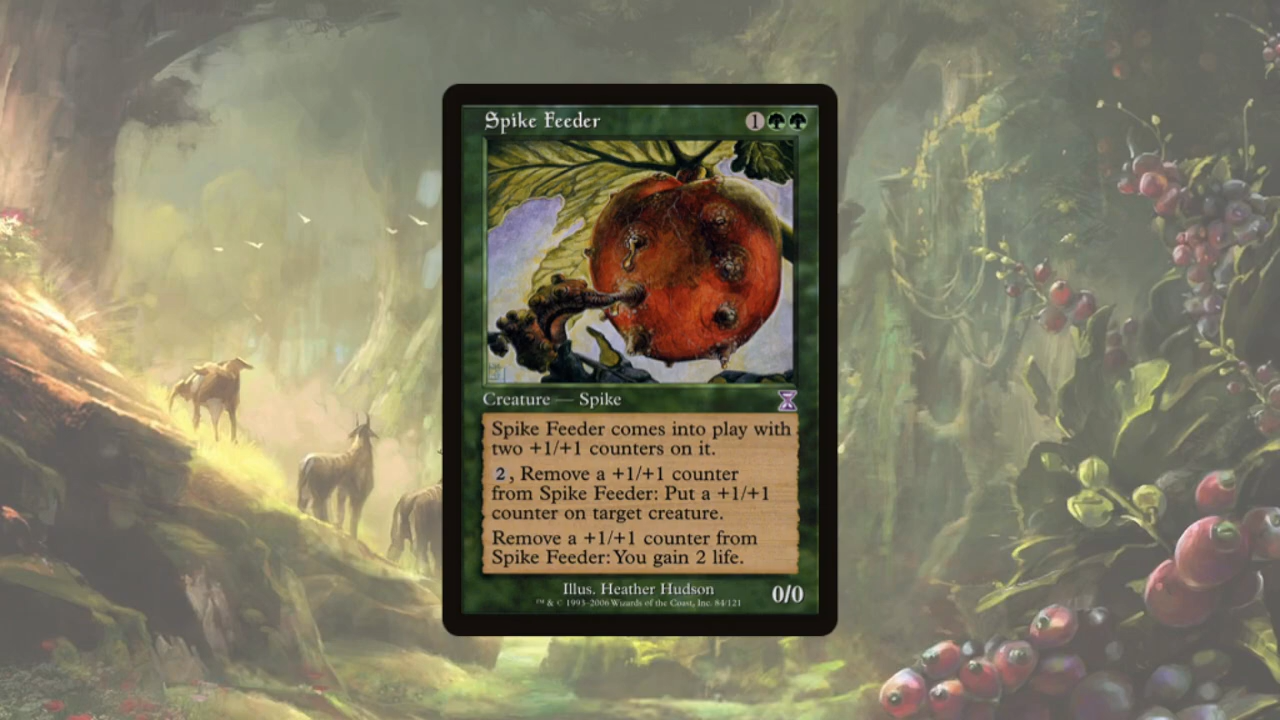 Spike Feeder 1
Creature — Spike
Spike Feeder comes into play with
two +1/+1 counters on it.
2, Remove a +1/+1 counter
from Spike Feeder: Put a +1/+1
counter on target creature.
Remove a +1/+1 counter from
Spike Feeder: You gain 2 life.
Illus. Heather Hudson
™ & © 1993–2006 Wizards of the Coast, Inc. 84/121
0/0